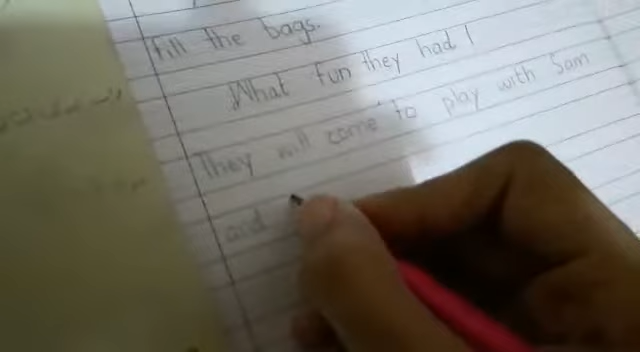 fill the bags.
What fun they had !
They will come to play with Sam
and